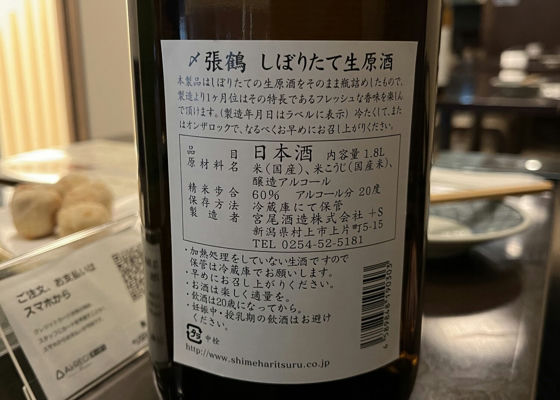 〆張鶴 しぼりたて生原酒
本製品はしぼりたての生原酒をそのまま瓶詰めしたもので、
製造より1ヶ月位はその特長であるフレッシュな香味を楽しん
で頂けます。(製造年月日はラベルに表示)冷たくして、また
はオンザロックで、なるべくお早めにお召し上がりください。
品目 日本酒 内容量 1.8L
原材料名 米(国産)、米こうじ(国産米)、
醸造アルコール
精米歩合 60% アルコール分 20度
保存方法 冷蔵庫にて保管
製造者 宮尾酒造株式会社 +S
新潟県村上市上片町5-15
TEL 0254-52-5181
・加熱処理をしていない生酒ですので
保管は冷蔵庫でお願いします。
・早めにお召し上がりください。
・お酒は楽しく適量を。
・飲酒は20歳になってから。
・妊娠中・授乳期の飲酒はお避け
ください。
中栓
http://www.shimeharitsuru.co.jp
ご注文、お支払いは
スマホから